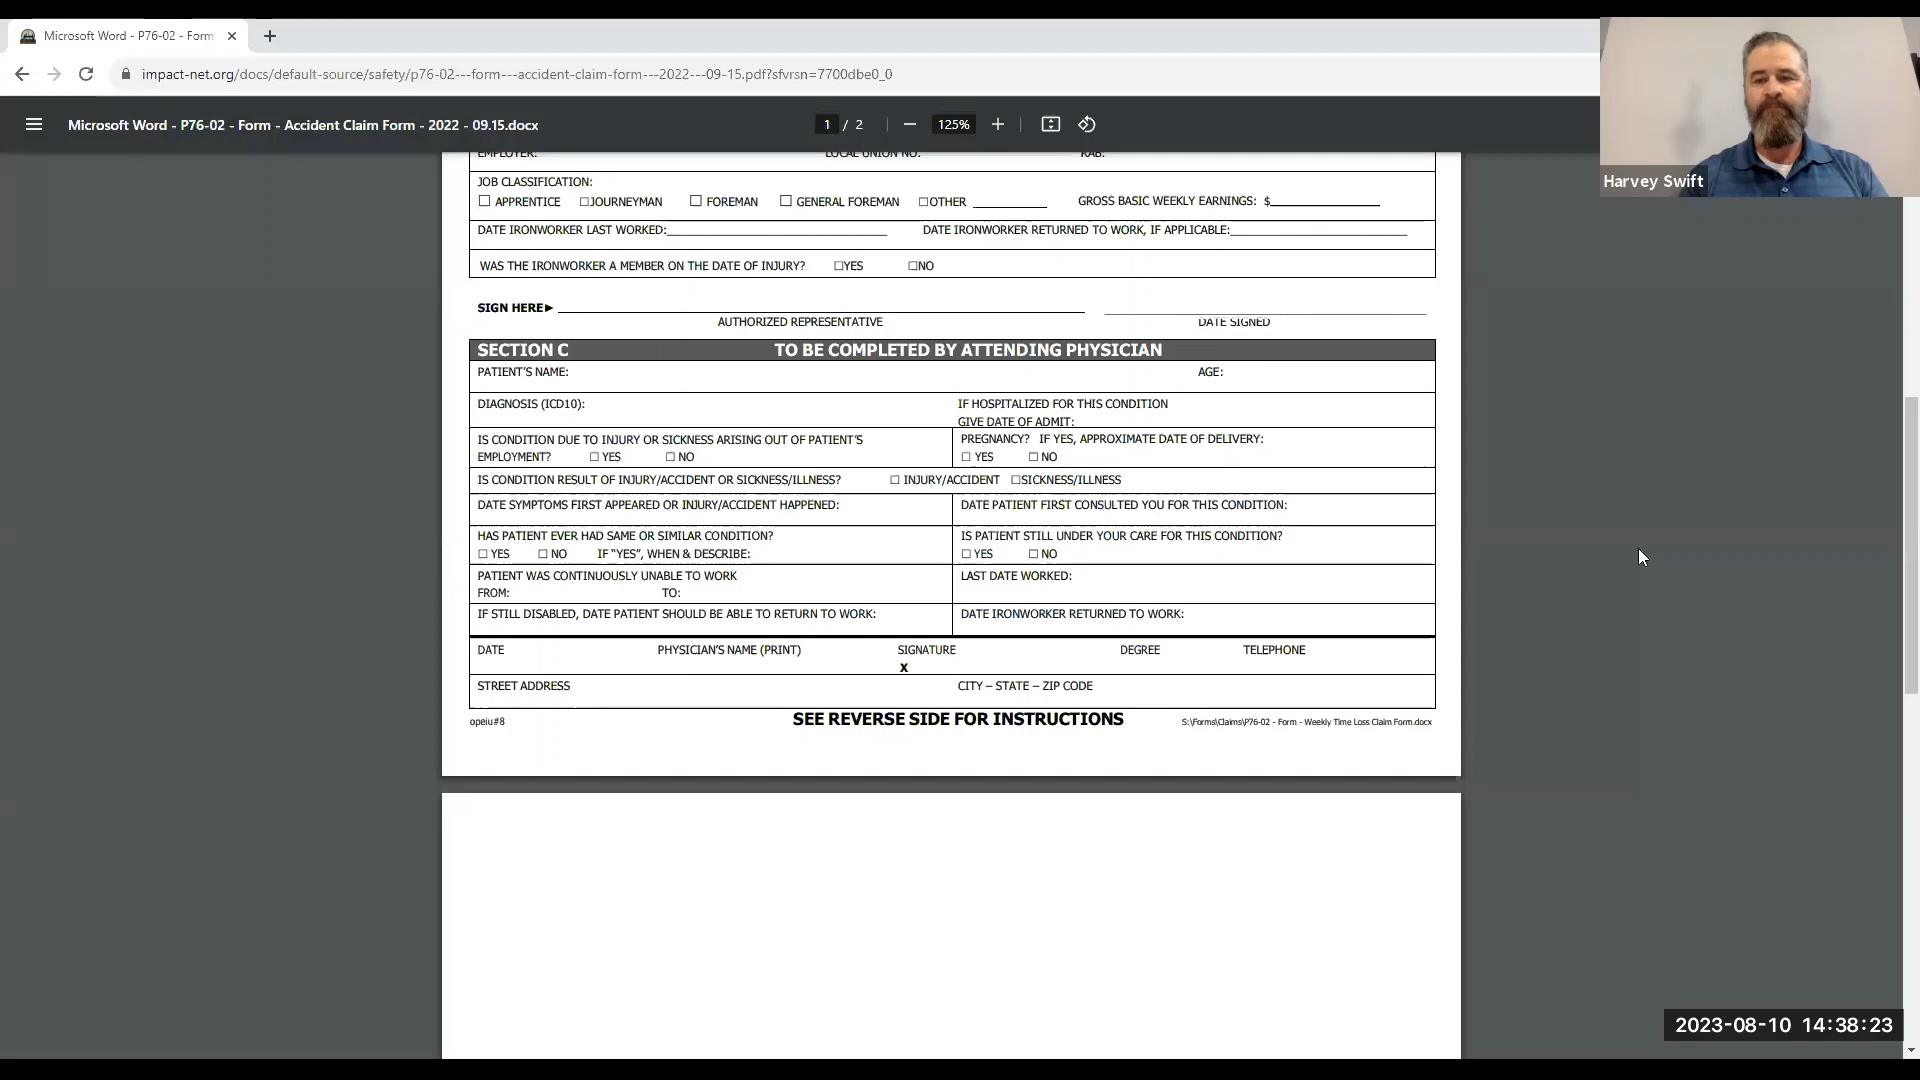 Microsoft Word - P76-02 - Form
impact-net.org/docs/default-source/safety/p76-02---form---accident-claim-form---2022---09-15.pdf?sfvrsn=7700dbe0_0
Microsoft Word - P76-02 - Form - Accident Claim Form - 2022 - 09.15.docx
1 / 2
125%
Harvey Swift
EMPLOYER: LOCAL UNION NO. RAB:
JOB CLASSIFICATION:
☐ APPRENTICE ☐JOURNEYMAN ☐ FOREMAN ☐ GENERAL FOREMAN ☐OTHER __________ GROSS BASIC WEEKLY EARNINGS: $__________
DATE IRONWORKER LAST WORKED:__________ DATE IRONWORKER RETURNED TO WORK, IF APPLICABLE:__________
WAS THE IRONWORKER A MEMBER ON THE DATE OF INJURY? ☐YES ☐NO
SIGN HERE►
AUTHORIZED REPRESENTATIVE DATE SIGNED
SECTION C TO BE COMPLETED BY ATTENDING PHYSICIAN
PATIENT'S NAME: AGE:
DIAGNOSIS (ICD10): IF HOSPITALIZED FOR THIS CONDITION
GIVE DATE OF ADMIT:
IS CONDITION DUE TO INJURY OR SICKNESS ARISING OUT OF PATIENT'S
EMPLOYMENT? ☐ YES ☐ NO
PREGNANCY? IF YES, APPROXIMATE DATE OF DELIVERY:
☐ YES ☐ NO
IS CONDITION RESULT OF INJURY/ACCIDENT OR SICKNESS/ILLNESS? ☐ INJURY/ACCIDENT ☐SICKNESS/ILLNESS
DATE SYMPTOMS FIRST APPEARED OR INJURY/ACCIDENT HAPPENED: DATE PATIENT FIRST CONSULTED YOU FOR THIS CONDITION:
HAS PATIENT EVER HAD SAME OR SIMILAR CONDITION?
☐ YES ☐ NO IF “YES”, WHEN & DESCRIBE:
IS PATIENT STILL UNDER YOUR CARE FOR THIS CONDITION?
☐ YES ☐ NO
PATIENT WAS CONTINUOUSLY UNABLE TO WORK
FROM: TO:
LAST DATE WORKED:
IF STILL DISABLED, DATE PATIENT SHOULD BE ABLE TO RETURN TO WORK: DATE IRONWORKER RETURNED TO WORK:
DATE PHYSICIAN'S NAME (PRINT) SIGNATURE DEGREE TELEPHONE
X
STREET ADDRESS CITY – STATE – ZIP CODE
opeiu#8 SEE REVERSE SIDE FOR INSTRUCTIONS S:\Forms\Claims\P76-02 - Form - Weekly Time Loss Claim Form.docx
2023-08-10 14:38:23